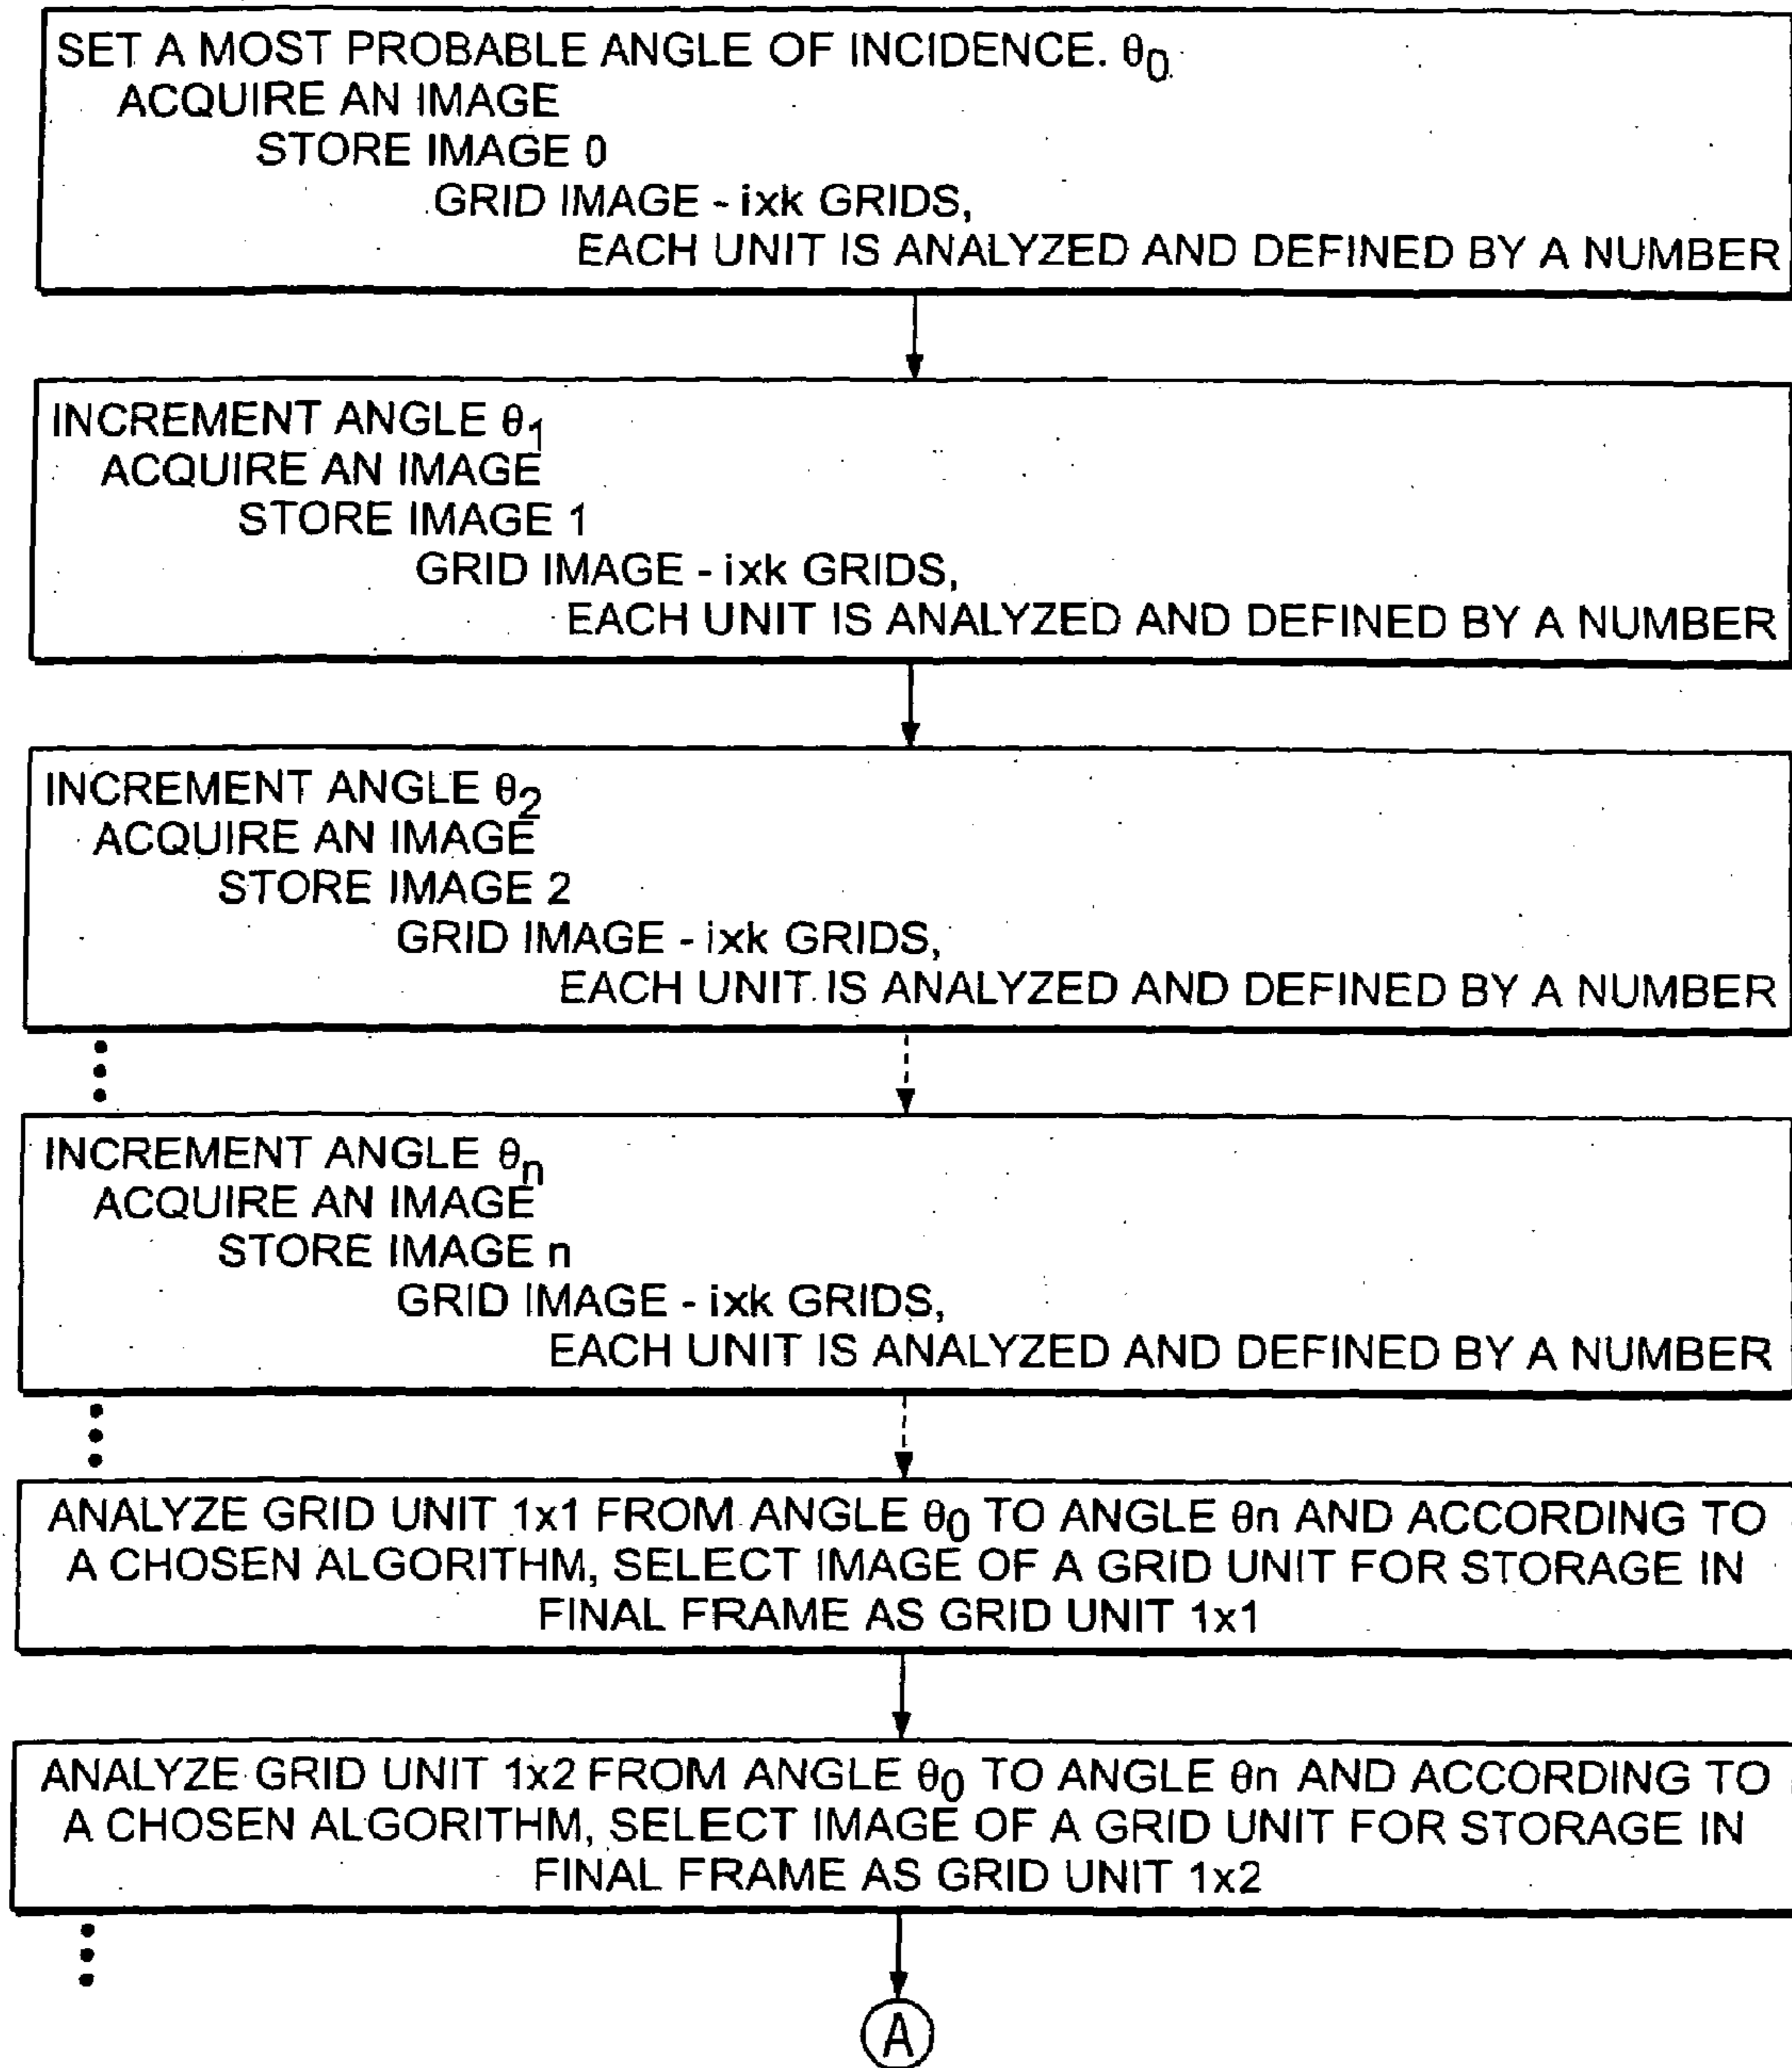 SET A MOST PROBABLE ANGLE OF INCIDENCE. θ0
ACQUIRE AN IMAGE
STORE IMAGE 0
GRID IMAGE - ixk GRIDS,
EACH UNIT IS ANALYZED AND DEFINED BY A NUMBER
INCREMENT ANGLE θ1
ACQUIRE AN IMAGE
STORE IMAGE 1
GRID IMAGE - ixk GRIDS,
EACH UNIT IS ANALYZED AND DEFINED BY A NUMBER
INCREMENT ANGLE θ2
ACQUIRE AN IMAGE
STORE IMAGE 2
GRID IMAGE - ixk GRIDS,
EACH UNIT IS ANALYZED AND DEFINED BY A NUMBER
INCREMENT ANGLE θn
ACQUIRE AN IMAGE
STORE IMAGE n
GRID IMAGE - ixk GRIDS,
EACH UNIT IS ANALYZED AND DEFINED BY A NUMBER
ANALYZE GRID UNIT 1x1 FROM ANGLE θ0 TO ANGLE θn AND ACCORDING TO
A CHOSEN ALGORITHM, SELECT IMAGE OF A GRID UNIT FOR STORAGE IN
FINAL FRAME AS GRID UNIT 1x1
ANALYZE GRID UNIT 1x2 FROM ANGLE θ0 TO ANGLE θn AND ACCORDING TO
A CHOSEN ALGORITHM, SELECT IMAGE OF A GRID UNIT FOR STORAGE IN
FINAL FRAME AS GRID UNIT 1x2
A